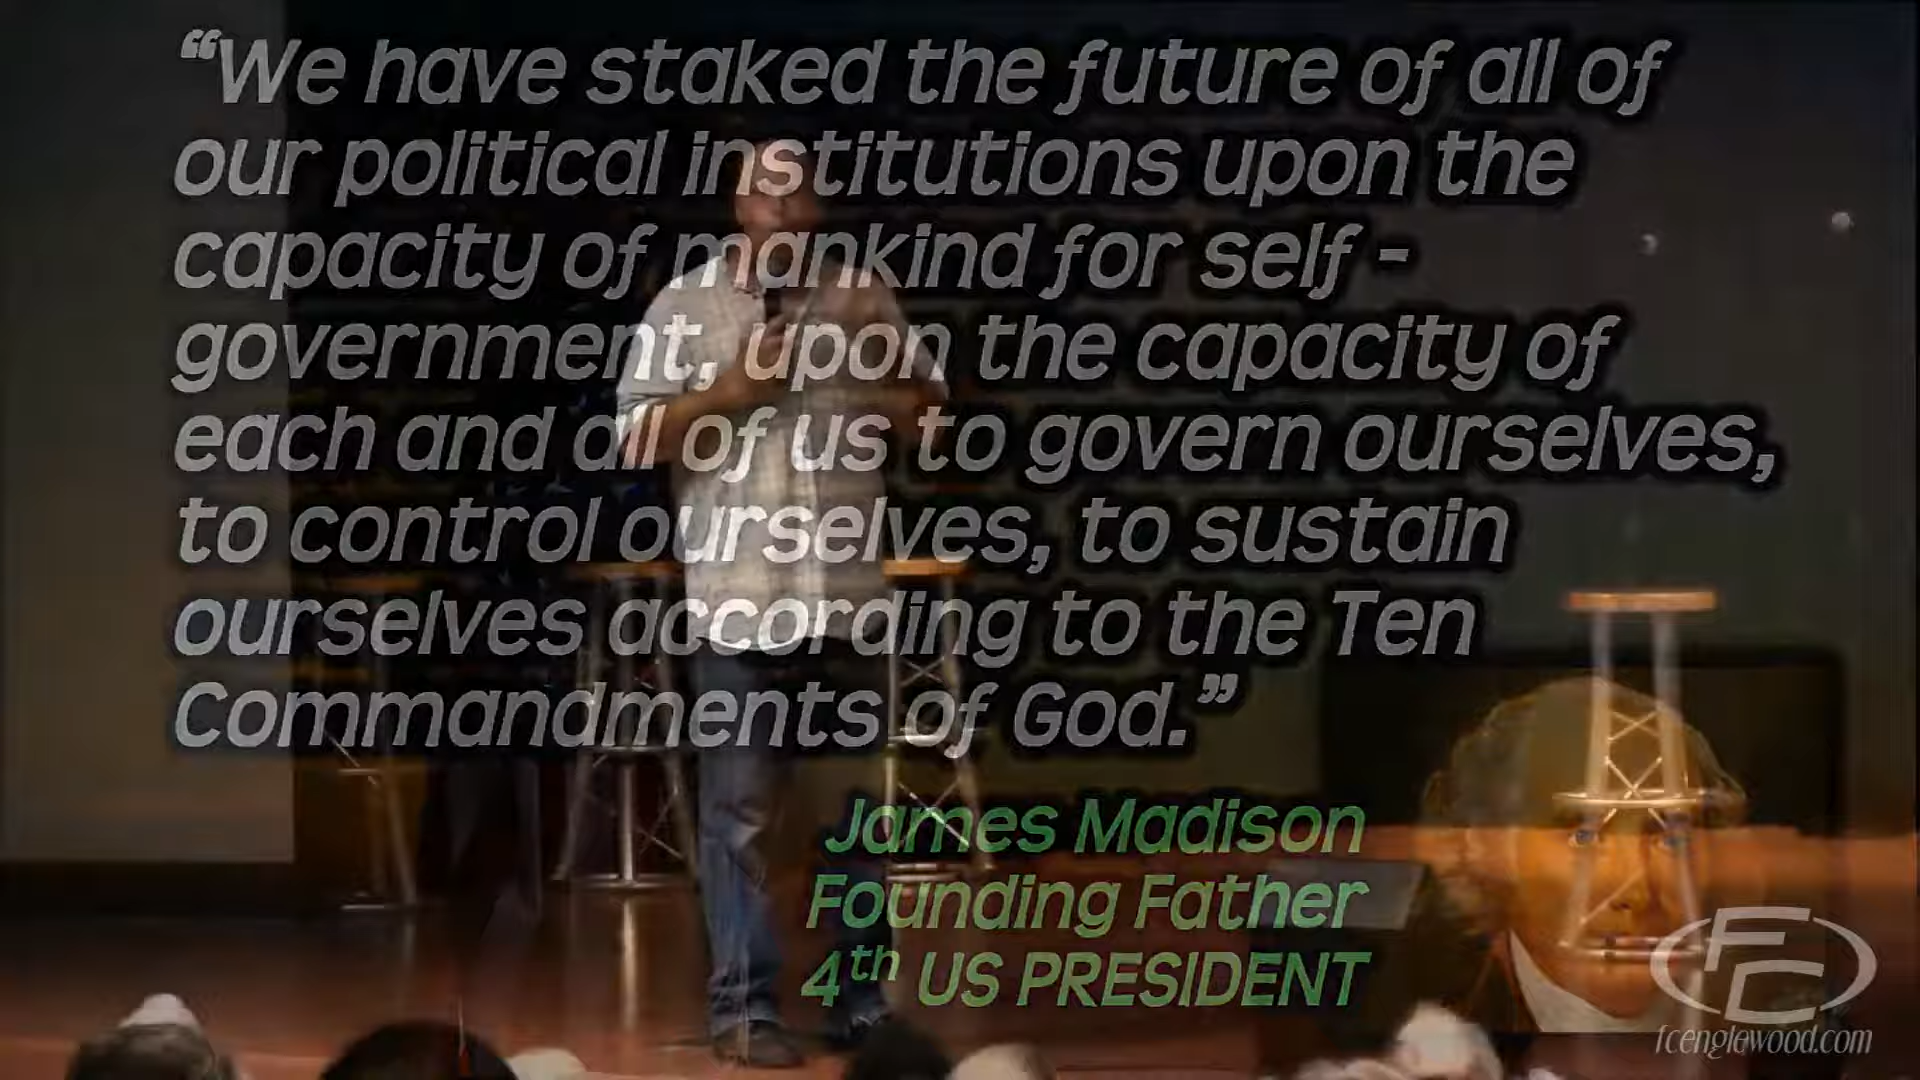 “We have staked the future of all of
our political institutions upon the
capacity of mankind for self -
government, upon the capacity of
each and all of us to govern ourselves,
to control ourselves, to sustain
ourselves according to the Ten
Commandments of God.”
James Madison
Founding Father
4th US PRESIDENT
FC
fcenglewood.com